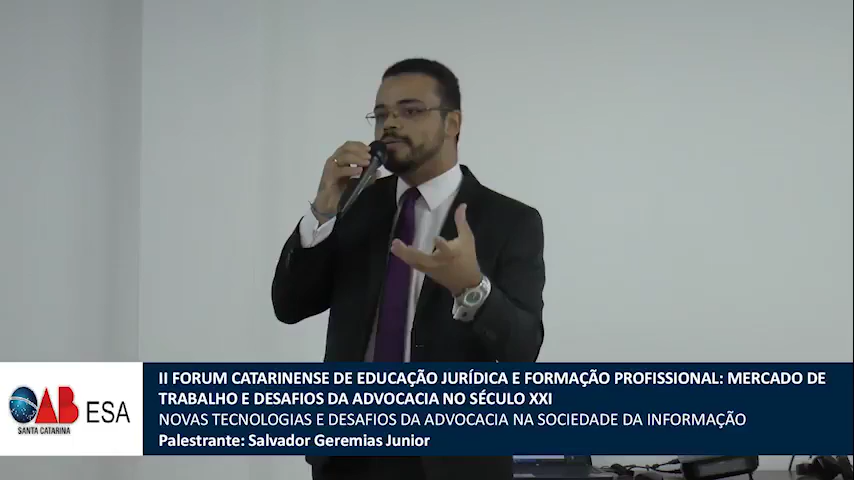 II FORUM CATARINENSE DE EDUCAÇÃO JURÍDICA E FORMAÇÃO PROFISSIONAL: MERCADO DE
TRABALHO E DESAFIOS DA ADVOCACIA NO SÉCULO XXI
NOVAS TECNOLOGIAS E DESAFIOS DA ADVOCACIA NA SOCIEDADE DA INFORMAÇÃO
Palestrante: Salvador Geremias Junior
OAB ESA
SANTA CATARINA